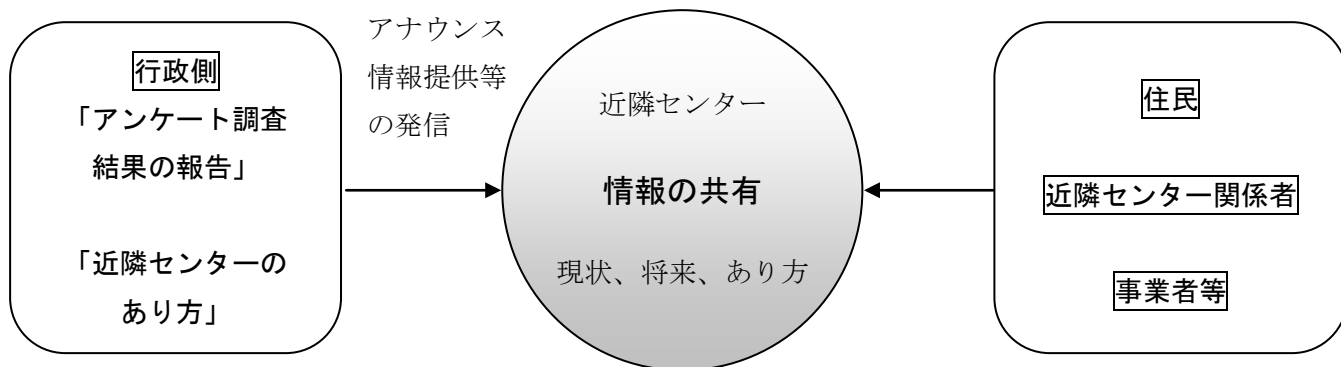 行政側
「アンケート調査
結果の報告」
「近隣センターの
あり方」
アナウンス
情報提供等
の発信
近隣センター
情報の共有
現状、将来、あり方
住民
近隣センター関係者
事業者等